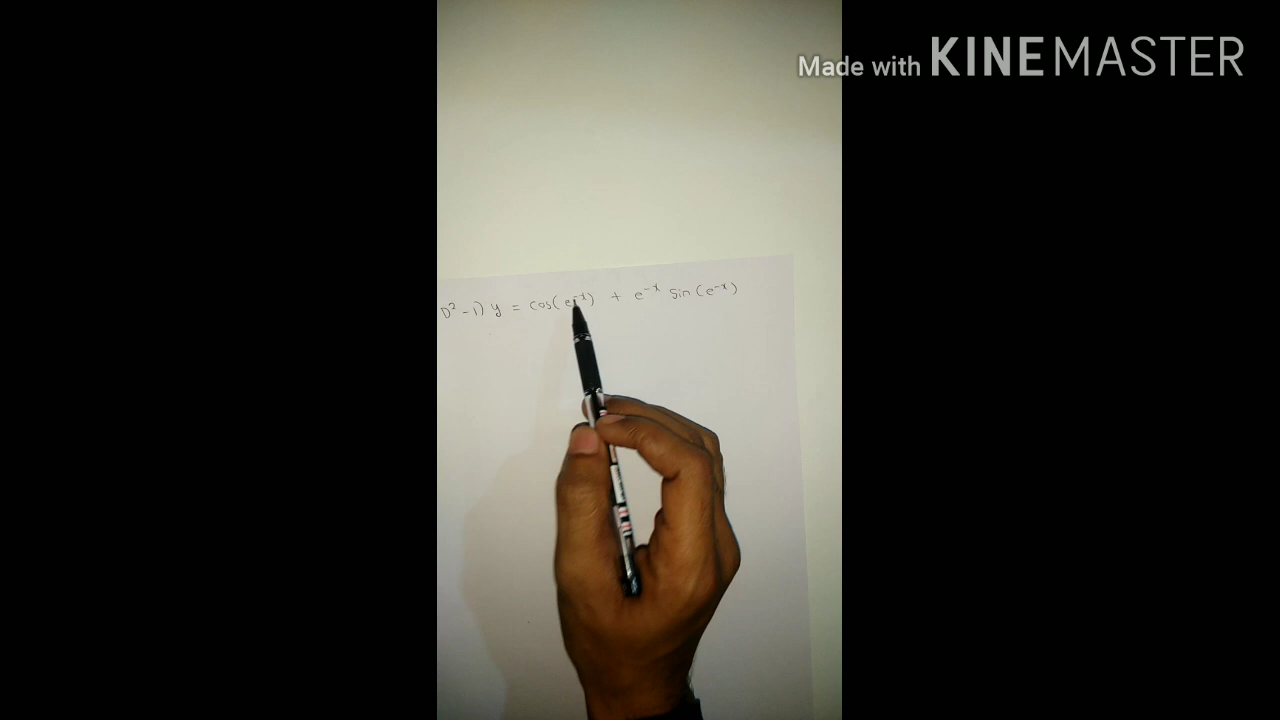 Made with KINEMASTER
D² - 1) y = cos(e⁻ˣ) + e⁻ˣ sin(e⁻ˣ)